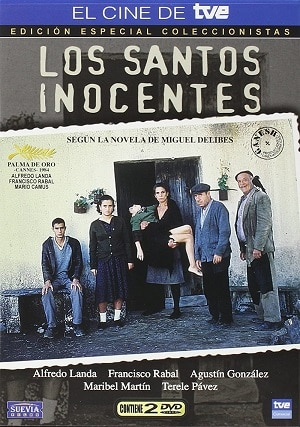 EL CINE DE tve
EDICIÓN ESPECIAL COLECCIONISTAS
LOS SANTOS
INOCENTES
SEGÚN LA NOVELA DE MIGUEL DELIBES
PALMA DE ORO
-CANNES- 1984
ALFREDO LANDA
FRANCISCO RABAL
MARIO CAMUS
GANESH
Alfredo Landa Francisco Rabal Agustín González
Maribel Martín Terele Pávez
SUEVIA
FILMS
CONTIENE 2 DVD
tve